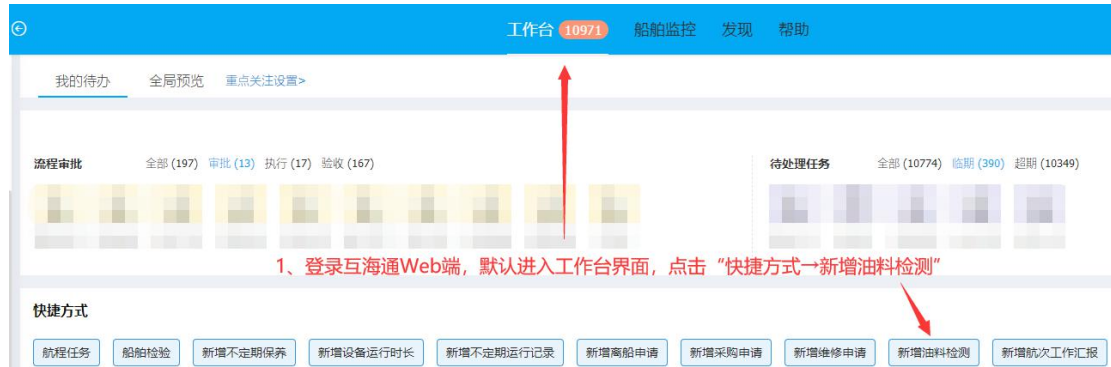 工作台 10971 船舶监控 发现 帮助
我的待办 全局预览 重点关注设置>
流程审批 全部 (197) 审批 (13) 执行 (17) 验收 (167) 待处理任务 全部 (10774) 临期 (390) 超期 (10349)
1、登录互海通Web端，默认进入工作台界面，点击“快捷方式→新增油料检测”
快捷方式
航程任务 船舶检验 新增不定期保养 新增设备运行时长 新增不定期运行记录 新增离船申请 新增采购申请 新增维修申请 新增油料检测 新增航次工作汇报